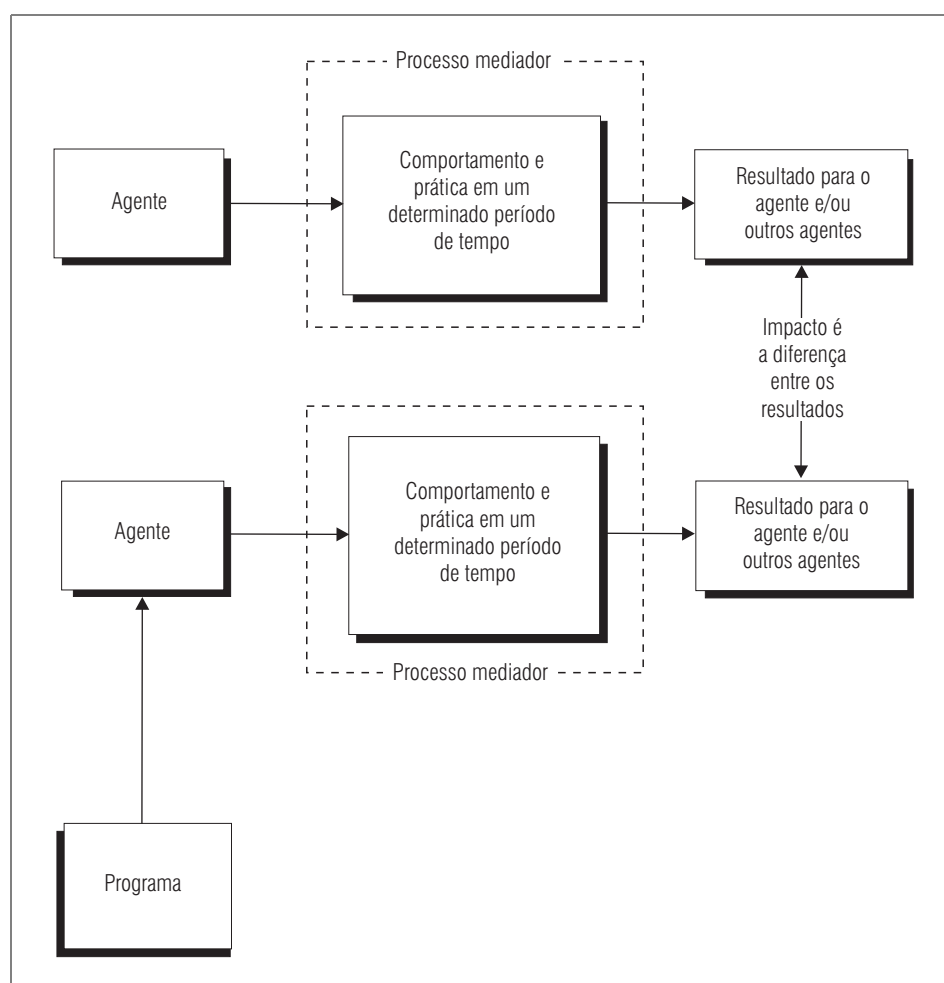 Processo mediador
Agente
Comportamento e
prática em um
determinado período
de tempo
Resultado para o
agente e/ou
outros agentes
Impacto é
a diferença
entre os
resultados
Agente
Comportamento e
prática em um
determinado período
de tempo
Resultado para o
agente e/ou
outros agentes
Processo mediador
Programa